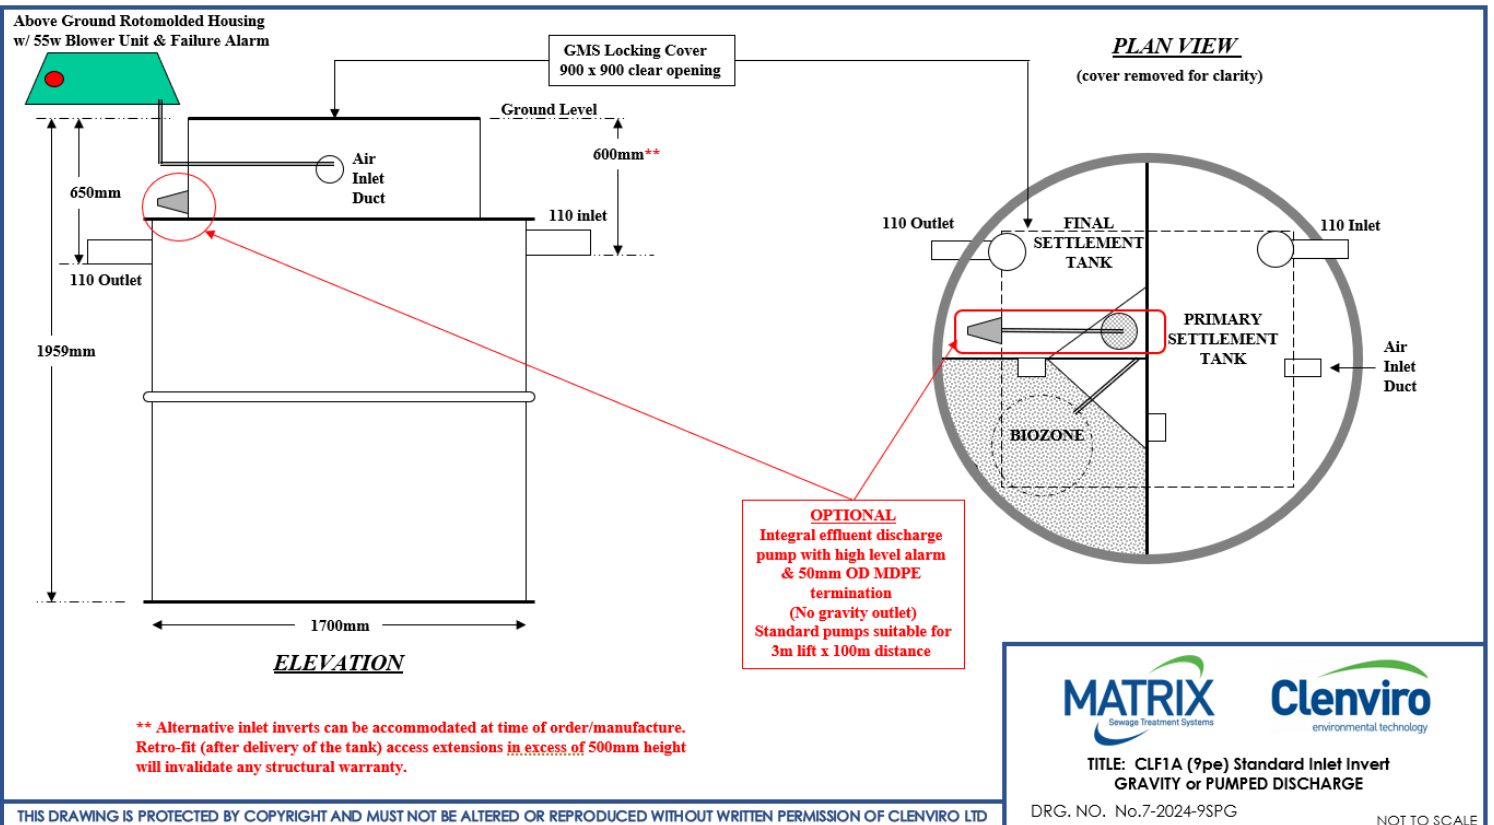 Above Ground Rotomolded Housing
w/ 55w Blower Unit & Failure Alarm
GMS Locking Cover
900 x 900 clear opening
PLAN VIEW
(cover removed for clarity)
Ground Level
600mm**
Air
Inlet
Duct
650mm
110 inlet
110 Outlet
1959mm
1700mm
ELEVATION
110 Outlet
FINAL
SETTLEMENT
TANK
110 Inlet
PRIMARY
SETTLEMENT
TANK
Air
Inlet
Duct
BIOZONE
OPTIONAL
Integral effluent discharge
pump with high level alarm
& 50mm OD MDPE
termination
(No gravity outlet)
Standard pumps suitable for
3m lift x 100m distance
** Alternative inlet inverts can be accommodated at time of order/manufacture.
Retro-fit (after delivery of the tank) access extensions in excess of 500mm height
will invalidate any structural warranty.
MATRIX
Sewage Treatment Systems
Clenviro
environmental technology
TITLE: CLF1A (9pe) Standard Inlet Invert
GRAVITY or PUMPED DISCHARGE
DRG. NO. No.7-2024-9SPG
NOT TO SCALE
THIS DRAWING IS PROTECTED BY COPYRIGHT AND MUST NOT BE ALTERED OR REPRODUCED WITHOUT WRITTEN PERMISSION OF CLENVIRO LTD